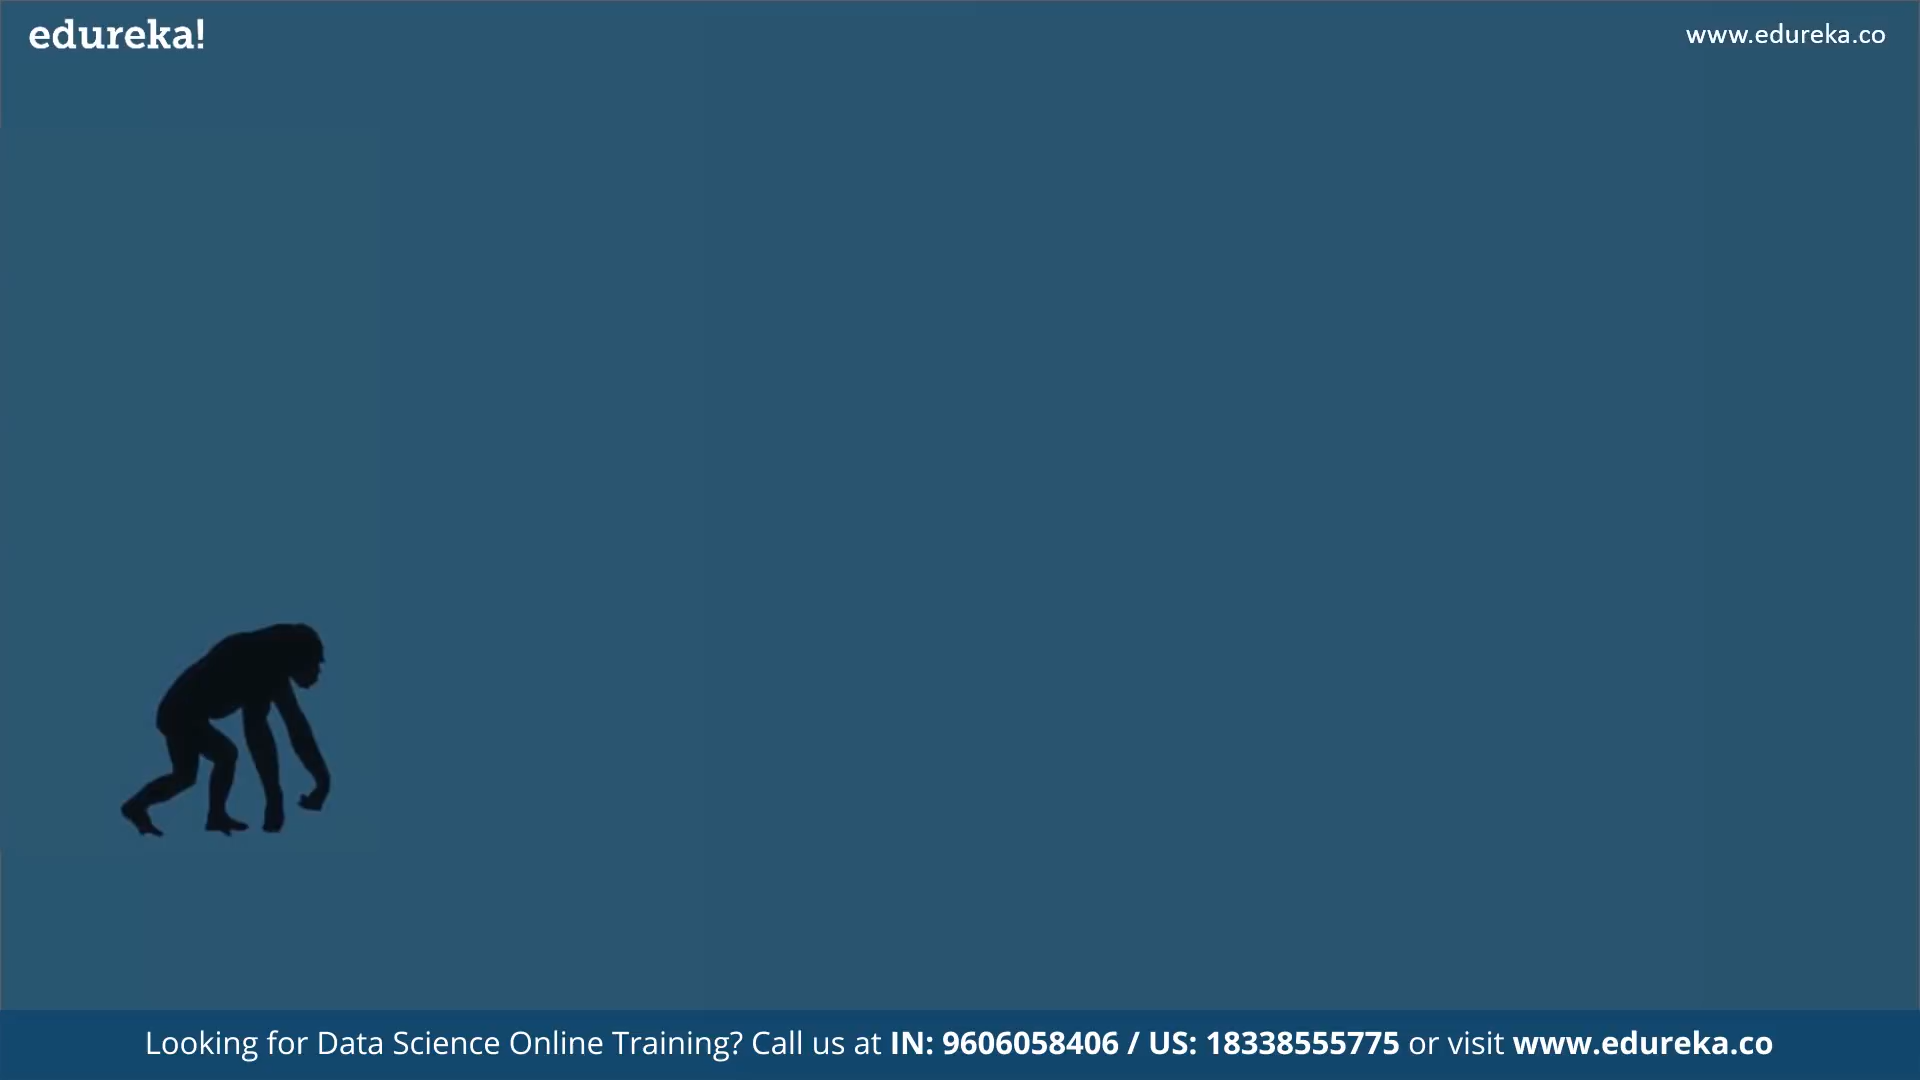 edureka!
www.edureka.co
Looking for Data Science Online Training? Call us at IN: 9606058406 / US: 18338555775 or visit www.edureka.co